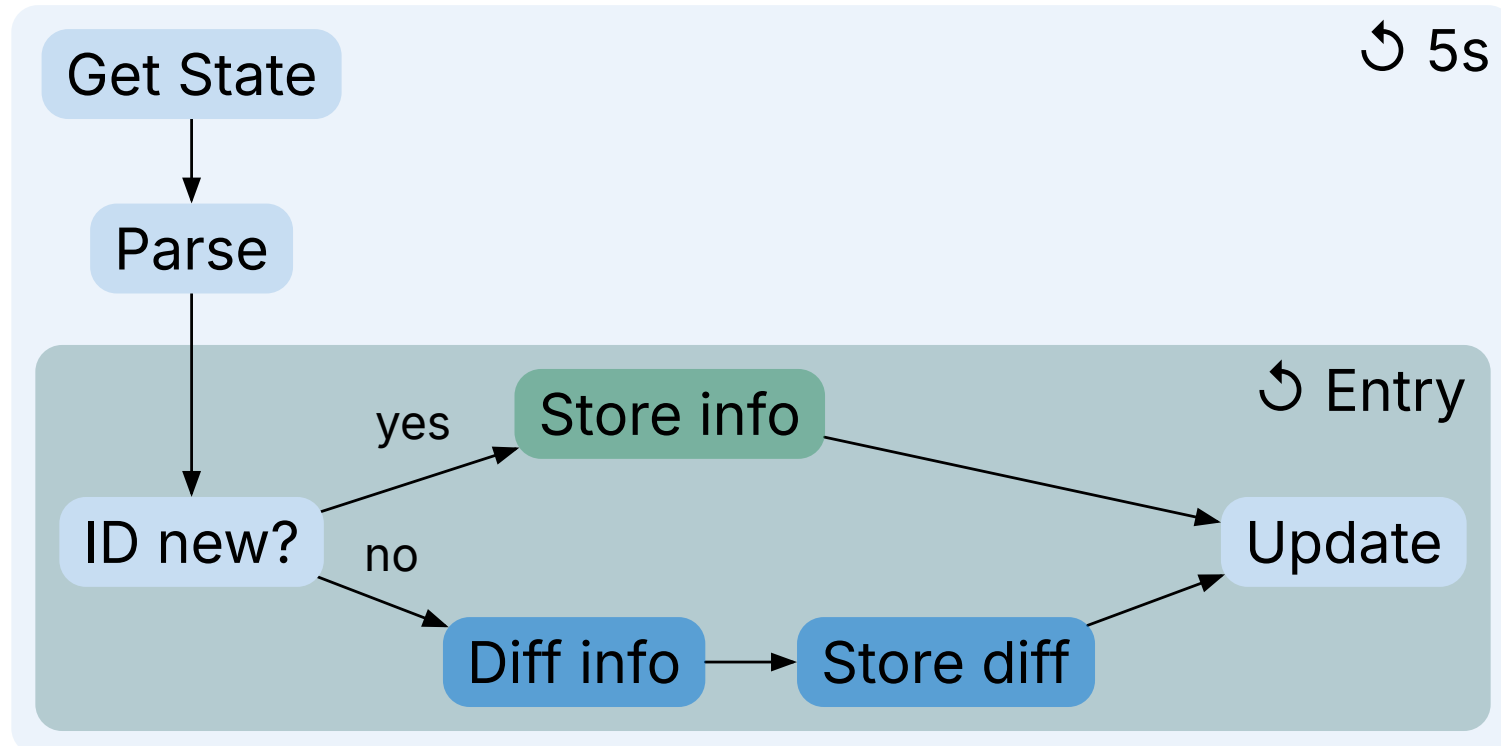 Get State
↺ 5s
Parse
↺ Entry
yes
Store info
ID new?
no
Update
Diff info
Store diff